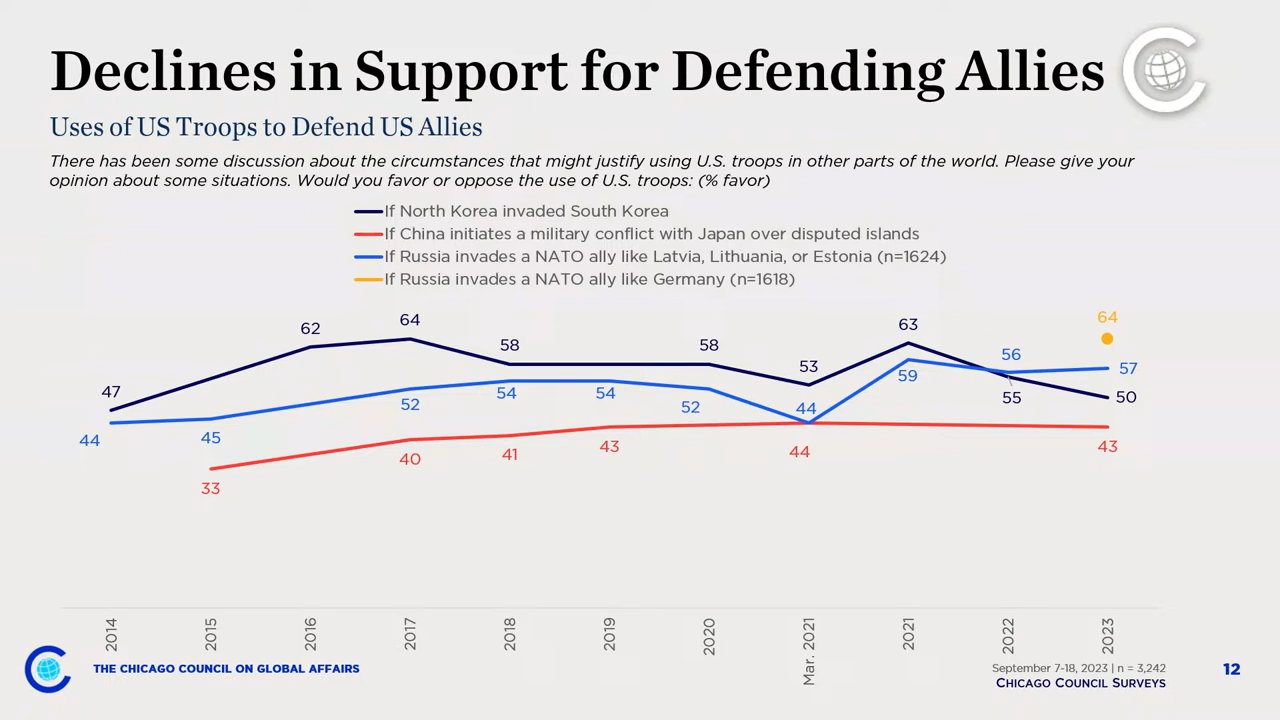 Declines in Support for Defending Allies
Uses of US Troops to Defend US Allies
There has been some discussion about the circumstances that might justify using U.S. troops in other parts of the world. Please give your
opinion about some situations. Would you favor or oppose the use of U.S. troops: (% favor)
If North Korea invaded South Korea
If China initiates a military conflict with Japan over disputed islands
If Russia invades a NATO ally like Latvia, Lithuania, or Estonia (n=1624)
If Russia invades a NATO ally like Germany (n=1618)
47 62 64 58 58 53 63 55 50
44 45 52 54 54 52 44 59 56 57
33 40 41 43 44 43
64
2014 2015 2016 2017 2018 2019 2020 Mar. 2021 2021 2022 2023
THE CHICAGO COUNCIL ON GLOBAL AFFAIRS
September 7-18, 2023 | n = 3,242
CHICAGO COUNCIL SURVEYS
12